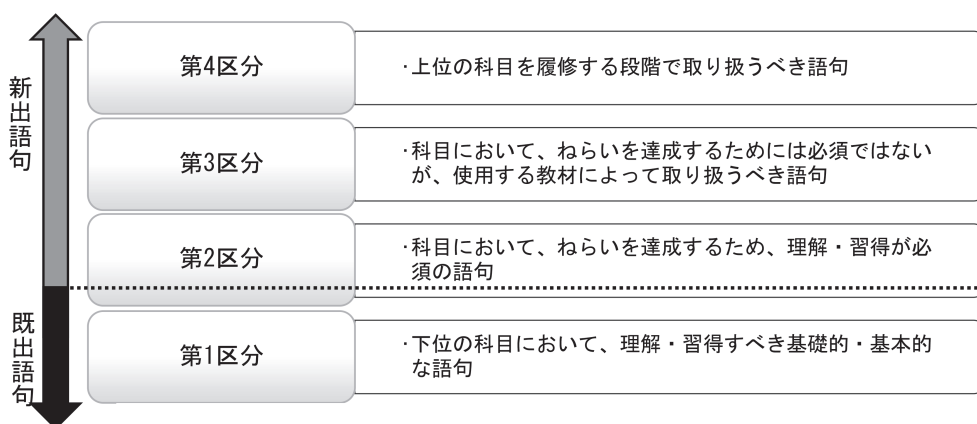 新出語句
第4区分
・上位の科目を履修する段階で取り扱うべき語句
第3区分
・科目において、ねらいを達成するためには必須ではない
が、使用する教材によって取り扱うべき語句
第2区分
・科目において、ねらいを達成するため、理解・習得が必
須の語句
既出語句
第1区分
・下位の科目において、理解・習得すべき基礎的・基本的
な語句